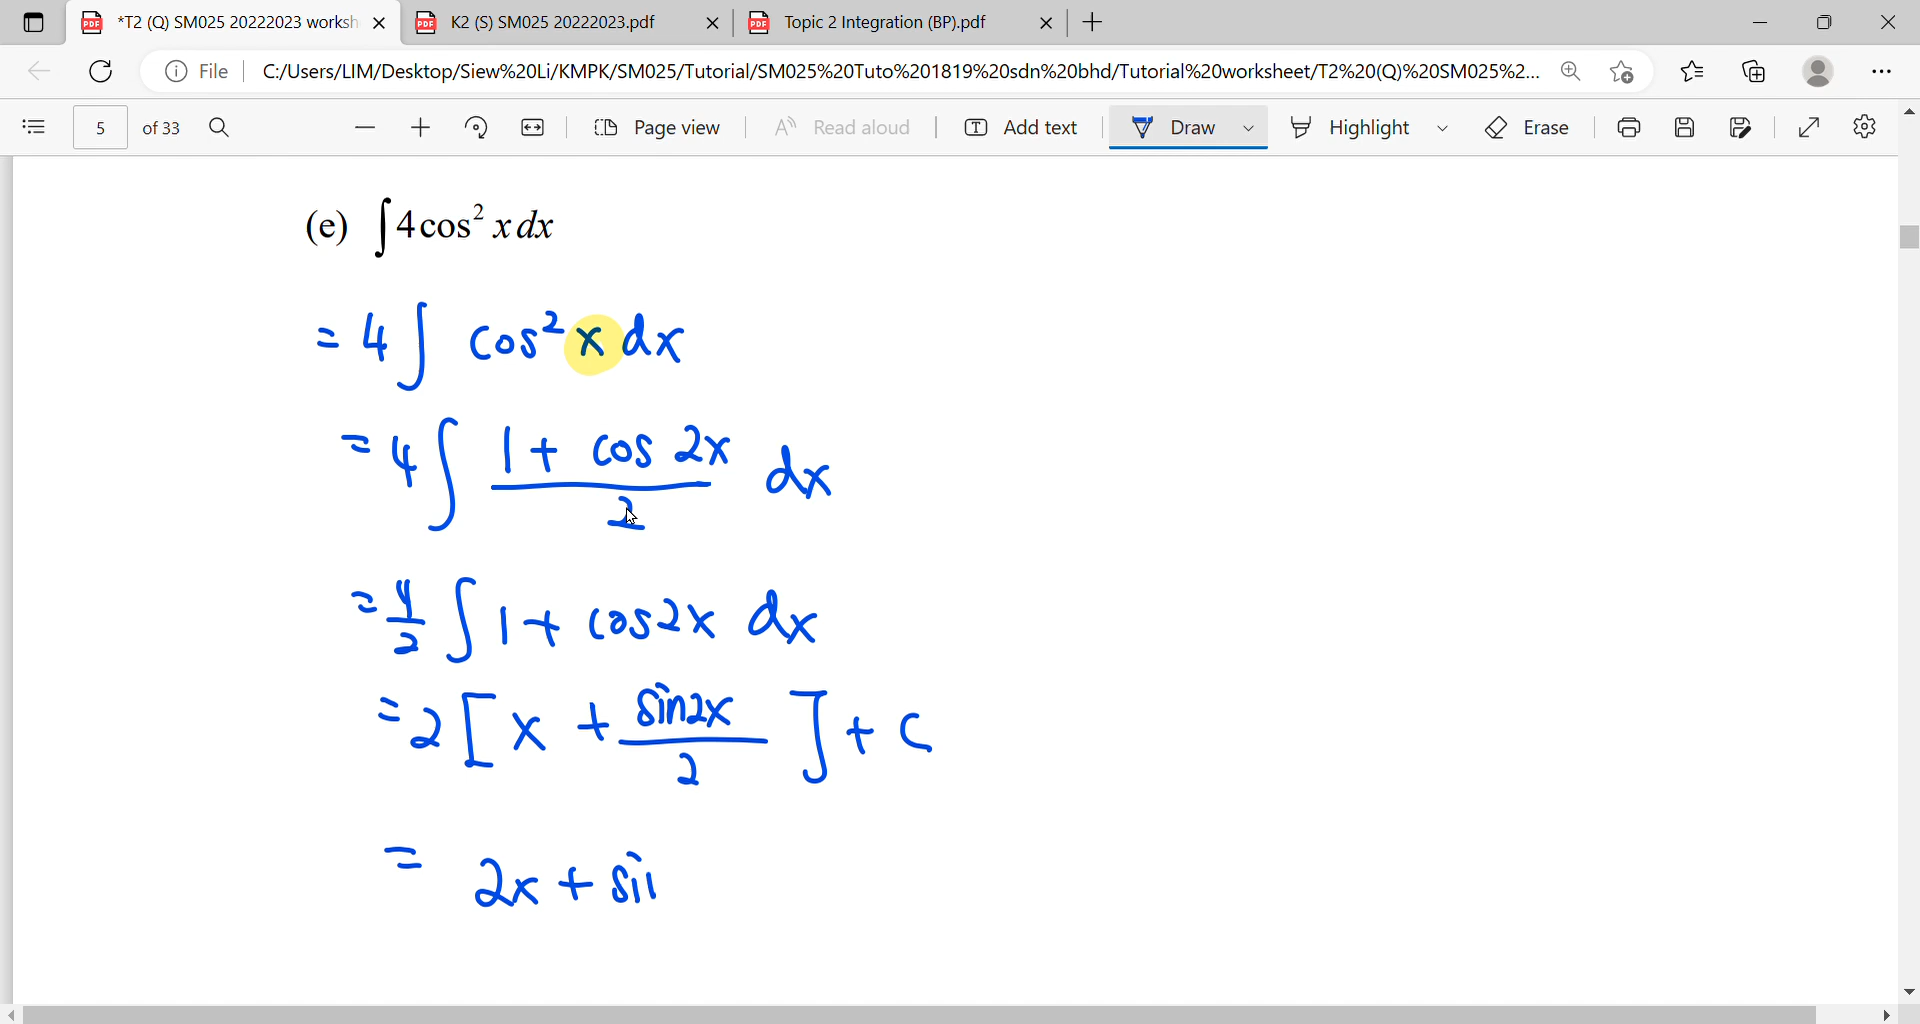 *T2 (Q) SM025 20222023 worksh
K2 (S) SM025 20222023.pdf
Topic 2 Integration (BP).pdf
File
C:/Users/LIM/Desktop/Siew%20Li/KMPK/SM025/Tutorial/SM025%20Tuto%201819%20sdn%20bhd/Tutorial%20worksheet/T2%20(Q)%20SM025%2...
5 of 33
Page view
Read aloud
Add text
Draw
Highlight
Erase
(e) ∫4cos² x dx
= 4 ∫ cos² x dx
= 4 ∫ (1 + cos 2x)/2 dx
= 4/2 ∫ 1 + cos2x dx
= 2 [ x + sin2x/2 ] + c
= 2x + sii